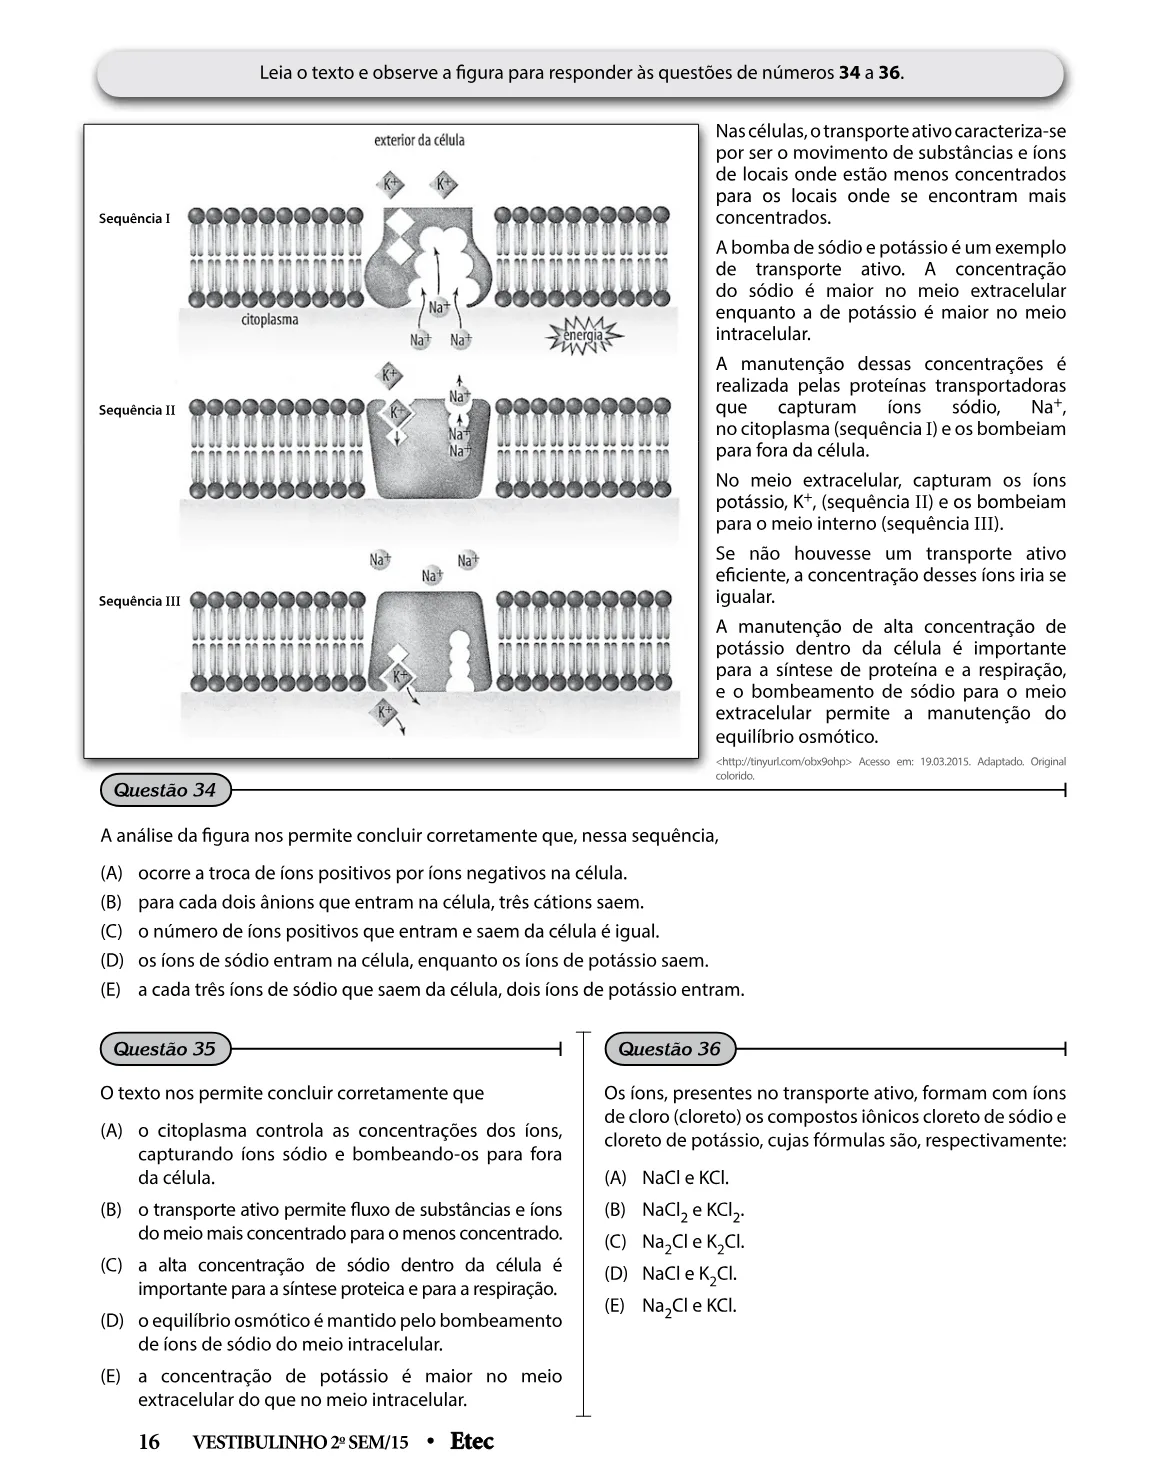 Leia o texto e observe a figura para responder às questões de números 34 a 36.
exterior da célula
K+ K+
Sequência I
Na+
citoplasma
Na+ Na+
energia
K+
Sequência II
K+
Na+
Na+
Na+
Na+ Na+
Na+
Sequência III
K+
K+
Nas células, o transporte ativo caracteriza-se
por ser o movimento de substâncias e íons
de locais onde estão menos concentrados
para os locais onde se encontram mais
concentrados.
A bomba de sódio e potássio é um exemplo
de transporte ativo. A concentração
do sódio é maior no meio extracelular
enquanto a de potássio é maior no meio
intracelular.
A manutenção dessas concentrações é
realizada pelas proteínas transportadoras
que capturam íons sódio, Na+,
no citoplasma (sequência I) e os bombeiam
para fora da célula.
No meio extracelular, capturam os íons
potássio, K+, (sequência II) e os bombeiam
para o meio interno (sequência III).
Se não houvesse um transporte ativo
eficiente, a concentração desses íons iria se
igualar.
A manutenção de alta concentração de
potássio dentro da célula é importante
para a síntese de proteína e a respiração,
e o bombeamento de sódio para o meio
extracelular permite a manutenção do
equilíbrio osmótico.
<http://tinyurl.com/obx9ohp> Acesso em: 19.03.2015. Adaptado. Original
colorido.
Questão 34
A análise da figura nos permite concluir corretamente que, nessa sequência,
(A) ocorre a troca de íons positivos por íons negativos na célula.
(B) para cada dois ânions que entram na célula, três cátions saem.
(C) o número de íons positivos que entram e saem da célula é igual.
(D) os íons de sódio entram na célula, enquanto os íons de potássio saem.
(E) a cada três íons de sódio que saem da célula, dois íons de potássio entram.
Questão 35
O texto nos permite concluir corretamente que
(A) o citoplasma controla as concentrações dos íons,
capturando íons sódio e bombeando-os para fora
da célula.
(B) o transporte ativo permite fluxo de substâncias e íons
do meio mais concentrado para o menos concentrado.
(C) a alta concentração de sódio dentro da célula é
importante para a síntese proteica e para a respiração.
(D) o equilíbrio osmótico é mantido pelo bombeamento
de íons de sódio do meio intracelular.
(E) a concentração de potássio é maior no meio
extracelular do que no meio intracelular.
Questão 36
Os íons, presentes no transporte ativo, formam com íons
de cloro (cloreto) os compostos iônicos cloreto de sódio e
cloreto de potássio, cujas fórmulas são, respectivamente:
(A) NaCl e KCl.
(B) NaCl2 e KCl2.
(C) Na2Cl e K2Cl.
(D) NaCl e K2Cl.
(E) Na2Cl e KCl.
16 VESTIBULINHO 2º SEM/15 • Etec